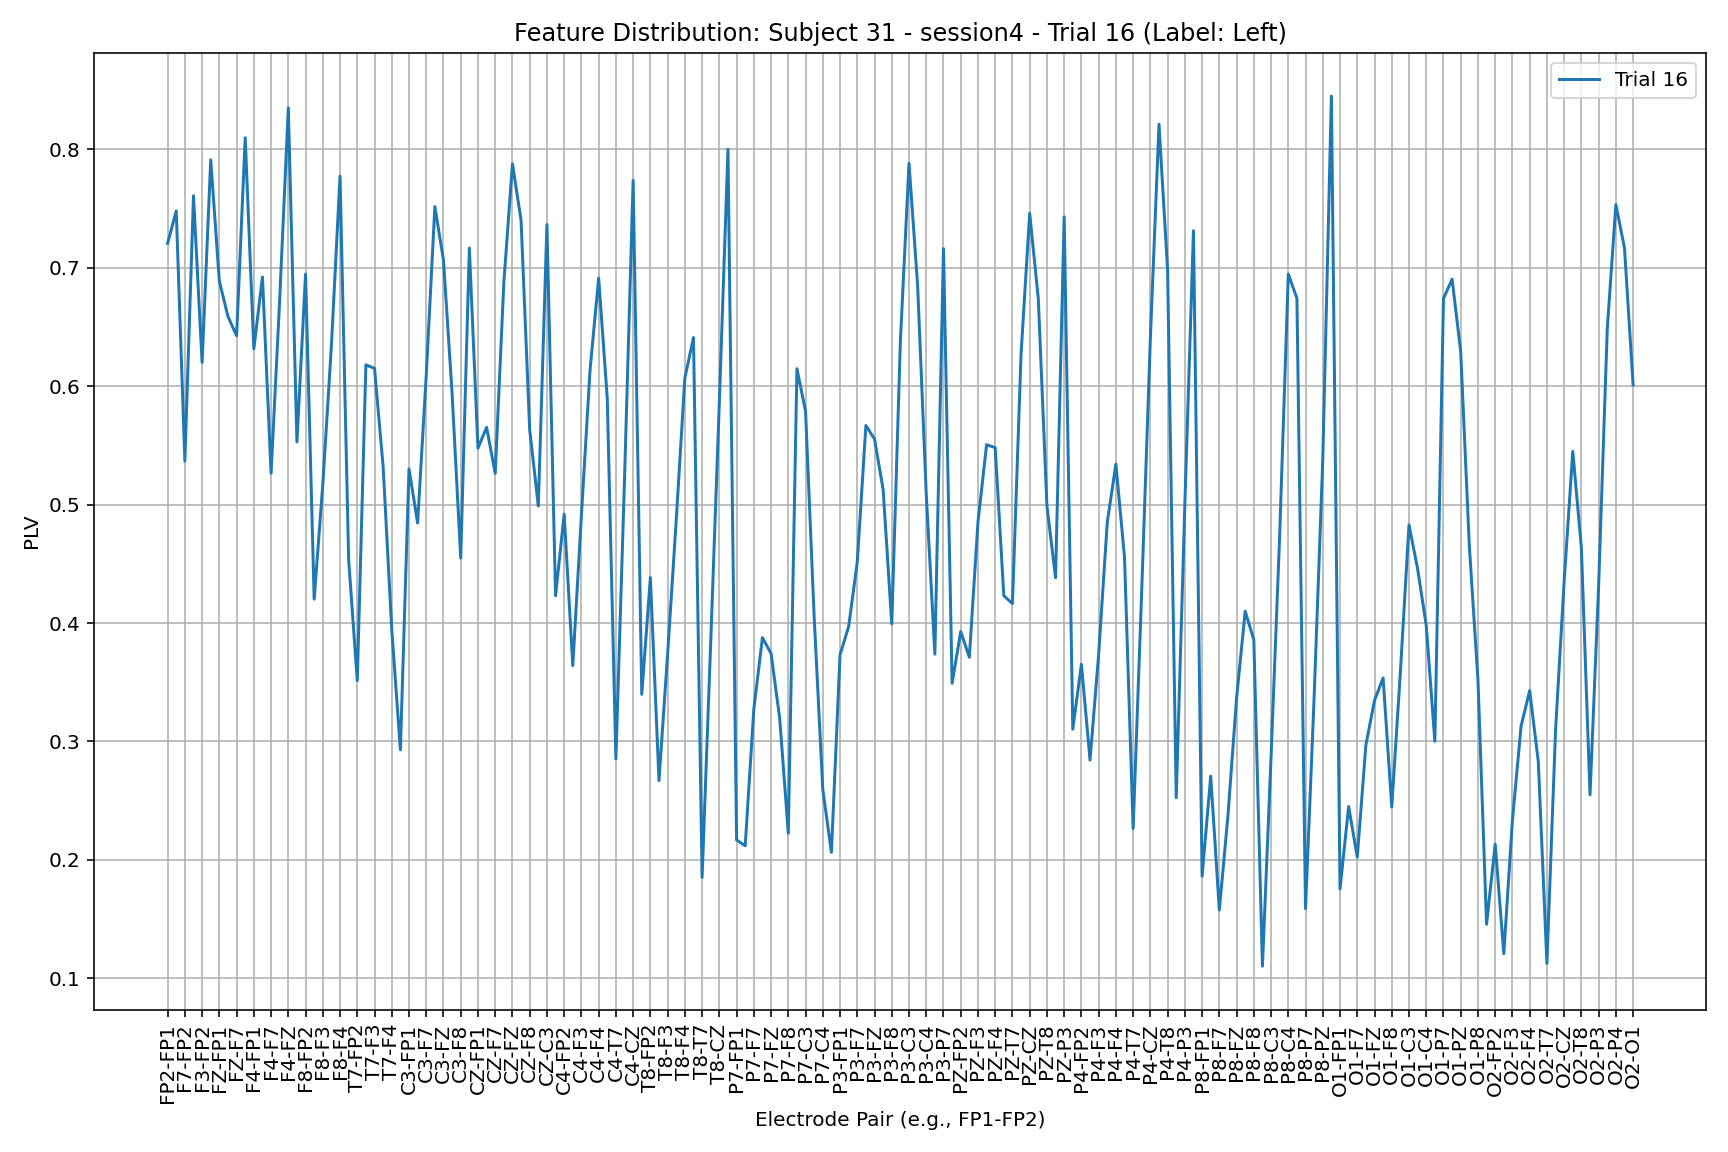 Feature Distribution: Subject 31 - session4 - Trial 16 (Label: Left)
Trial 16
PLV
0.8
0.7
0.6
0.5
0.4
0.3
0.2
0.1
FP2-FP1
F7-FP2
F3-FP2
FZ-FP1
FZ-F7
F4-FP1
F4-F7
F4-FZ
F8-FP2
F8-F3
F8-F4
T7-FP2
T7-F3
T7-F4
C3-FP1
C3-F7
C3-FZ
C3-F8
CZ-FP1
CZ-F7
CZ-FZ
CZ-F8
CZ-C3
C4-FP2
C4-F3
C4-F4
C4-T7
C4-CZ
T8-FP2
T8-F3
T8-F4
T8-T7
T8-CZ
P7-FP1
P7-F7
P7-FZ
P7-F8
P7-C3
P7-C4
P3-FP1
P3-F7
P3-FZ
P3-F8
P3-C3
P3-C4
P3-P7
PZ-FP2
PZ-F3
PZ-F4
PZ-T7
PZ-CZ
PZ-T8
PZ-P3
P4-FP2
P4-F3
P4-F4
P4-T7
P4-CZ
P4-T8
P4-P3
P8-FP1
P8-F7
P8-FZ
P8-F8
P8-C3
P8-C4
P8-P7
P8-PZ
O1-FP1
O1-F7
O1-FZ
O1-F8
O1-C3
O1-C4
O1-P7
O1-PZ
O1-P8
O2-FP2
O2-F3
O2-F4
O2-T7
O2-CZ
O2-T8
O2-P3
O2-P4
O2-O1
Electrode Pair (e.g., FP1-FP2)